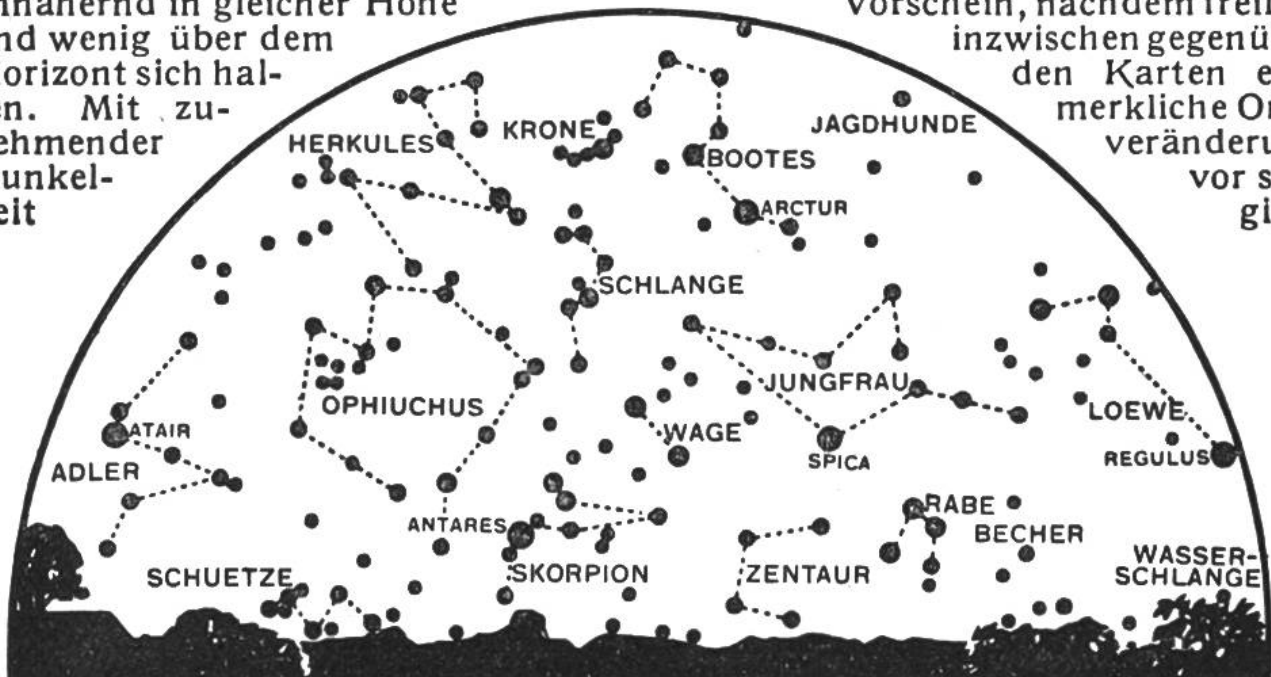 nnähernd in gleicher Höhe
nd wenig über dem
orizont sich hal-
en. Mit zu-
ehmender
unkel-
eit
vorschein, nachdem frei
inzwischen gegenü
den Karten e
merkliche Or
veränderu
vor s
gi
HERKULES
KRONE
BOOTES
JAGDHUNDE
ARCTUR
SCHLANGE
OPHIUCHUS
JUNGFRAU
LOEWE
ATAIR
ADLER
WAGE
SPICA
REGULUS
ANTARES
RABE
BECHER
SCHUETZE
SKORPION
ZENTAUR
WASSER-
SCHLANGE